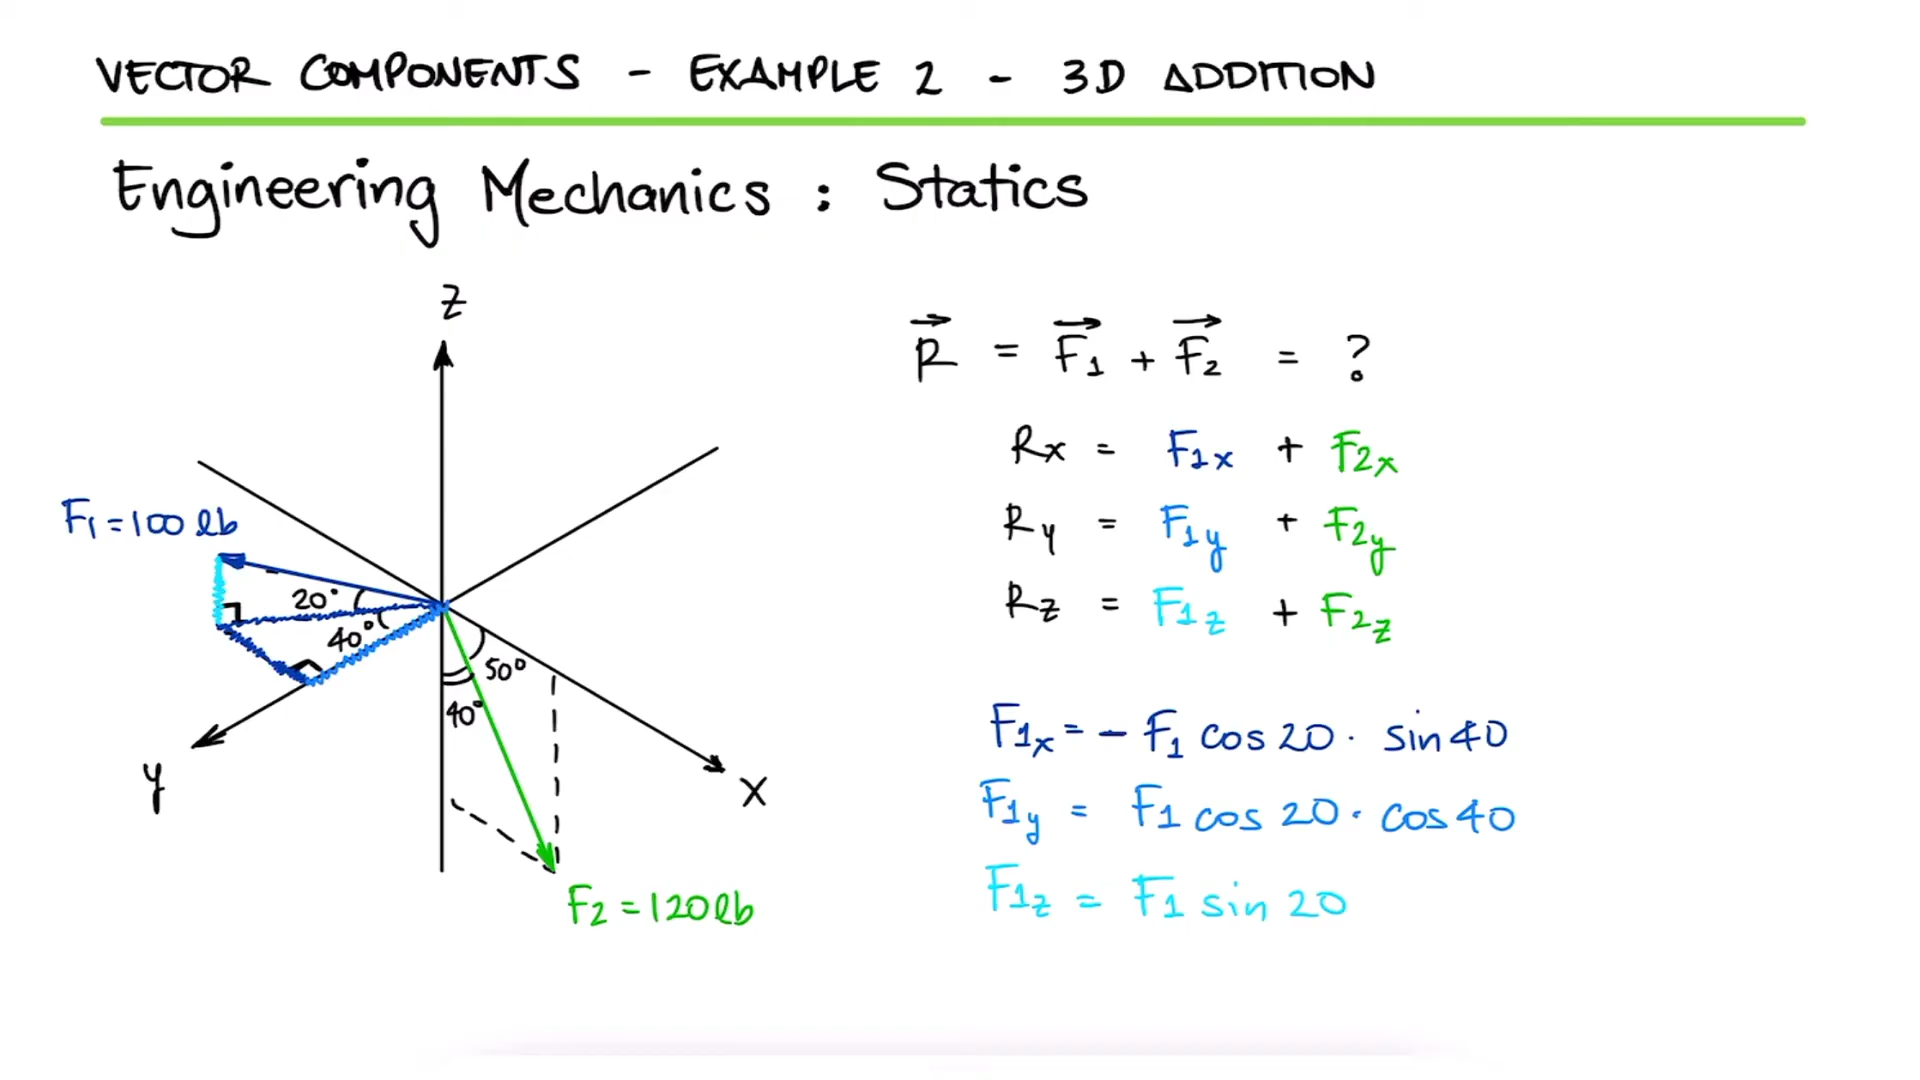 VECTOR COMPONENTS - EXAMPLE 2 - 3D ADDITION
Engineering Mechanics : Statics
z
F1 = 100 lb
20°
40°
50°
40°
y
x
F2 = 120 lb
R = F1 + F2 = ?
Rx = F1x + F2x
Ry = F1y + F2y
Rz = F1z + F2z
F1x = - F1 cos 20 · sin 40
F1y = F1 cos 20 · cos 40
F1z = F1 sin 20